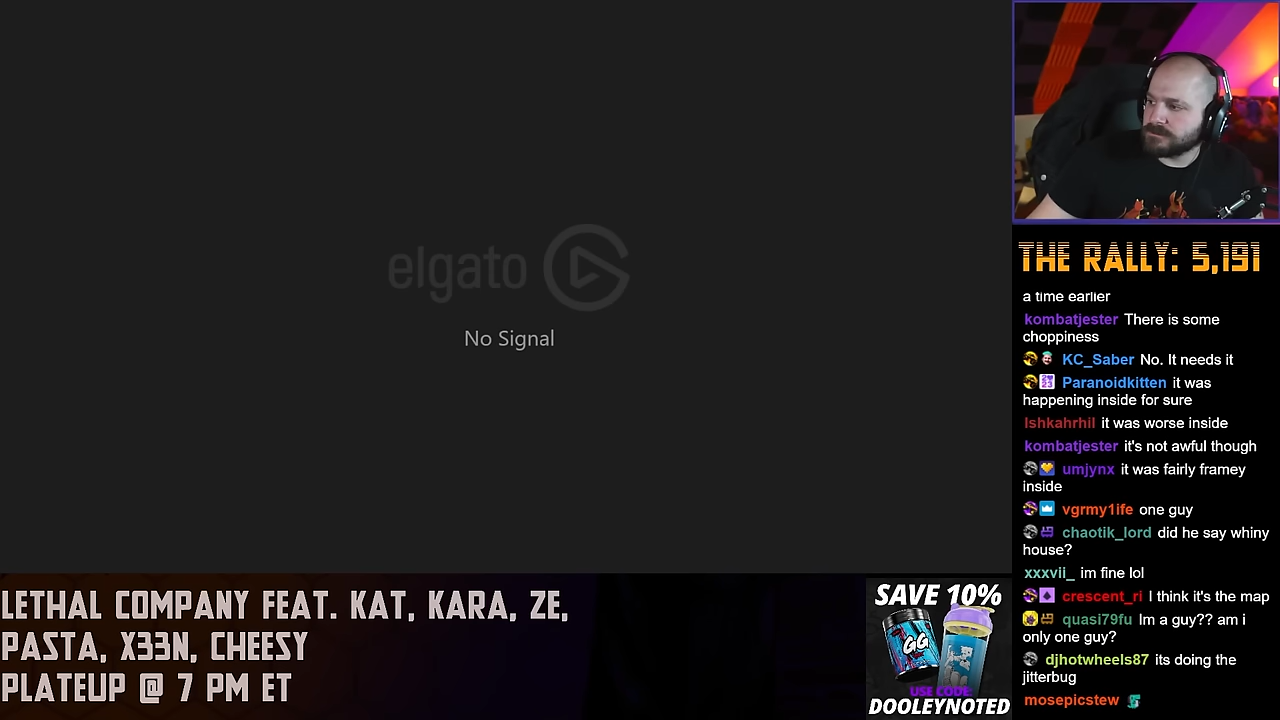 elgato
No Signal
THE RALLY: 5,191
a time earlier
kombatjester There is some
choppiness
KC_Saber No. It needs it
Paranoidkitten it was
happening inside for sure
Ishkahrhil it was worse inside
kombatjester it's not awful though
umjynx it was fairly framey
inside
vgrmy1ife one guy
chaotik_lord did he say whiny
house?
xxxvii_ im fine lol
crescent_ri I think it's the map
quasi79fu Im a guy?? am i
only one guy?
djhotwheels87 its doing the
jitterbug
mosepicstew
LETHAL COMPANY FEAT. KAT, KARA, ZE,
PASTA, X33N, CHEESY
PLATEUP @ 7 PM ET
SAVE 10%
GG
USE CODE:
DOOLEYNOTED